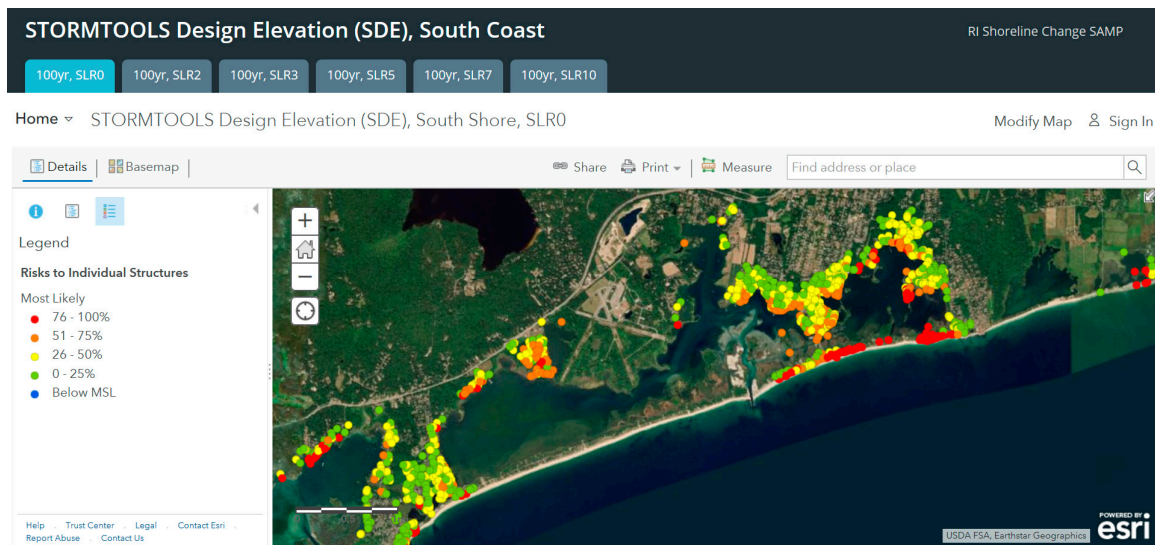 STORMTOOLS Design Elevation (SDE), South Coast
RI Shoreline Change SAMP
100yr, SLR0
100yr, SLR2
100yr, SLR3
100yr, SLR5
100yr, SLR7
100yr, SLR10
Home
STORMTOOLS Design Elevation (SDE), South Shore, SLR0
Modify Map
Sign In
Details
Basemap
Share
Print
Measure
Find address or place
Legend
Risks to Individual Structures
Most Likely
76 - 100%
51 - 75%
26 - 50%
0 - 25%
Below MSL
Help
Trust Center
Legal
Contact Esri
Report Abuse
Contact Us
USDA FSA, Earthstar Geographics
POWERED BY
esri